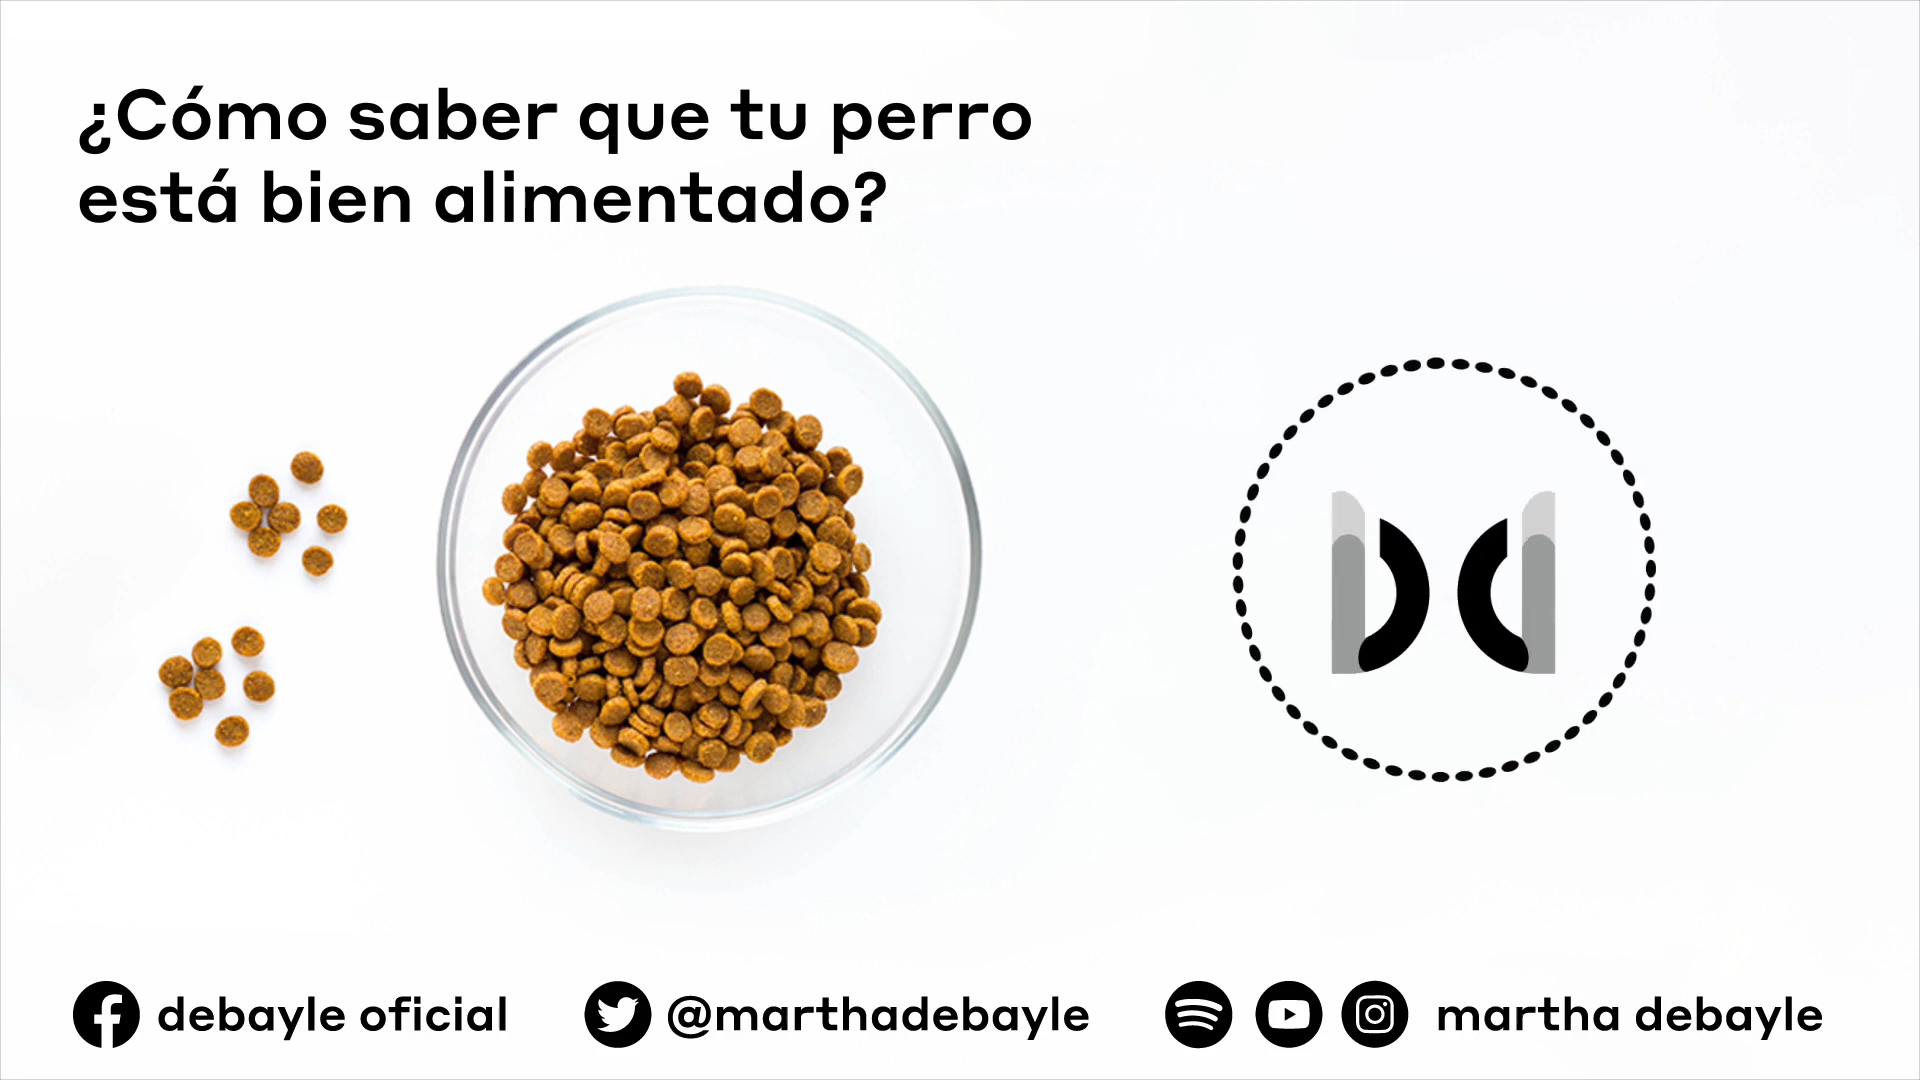 ¿Cómo saber que tu perro
está bien alimentado?
debayle oficial
@marthadebayle
martha debayle